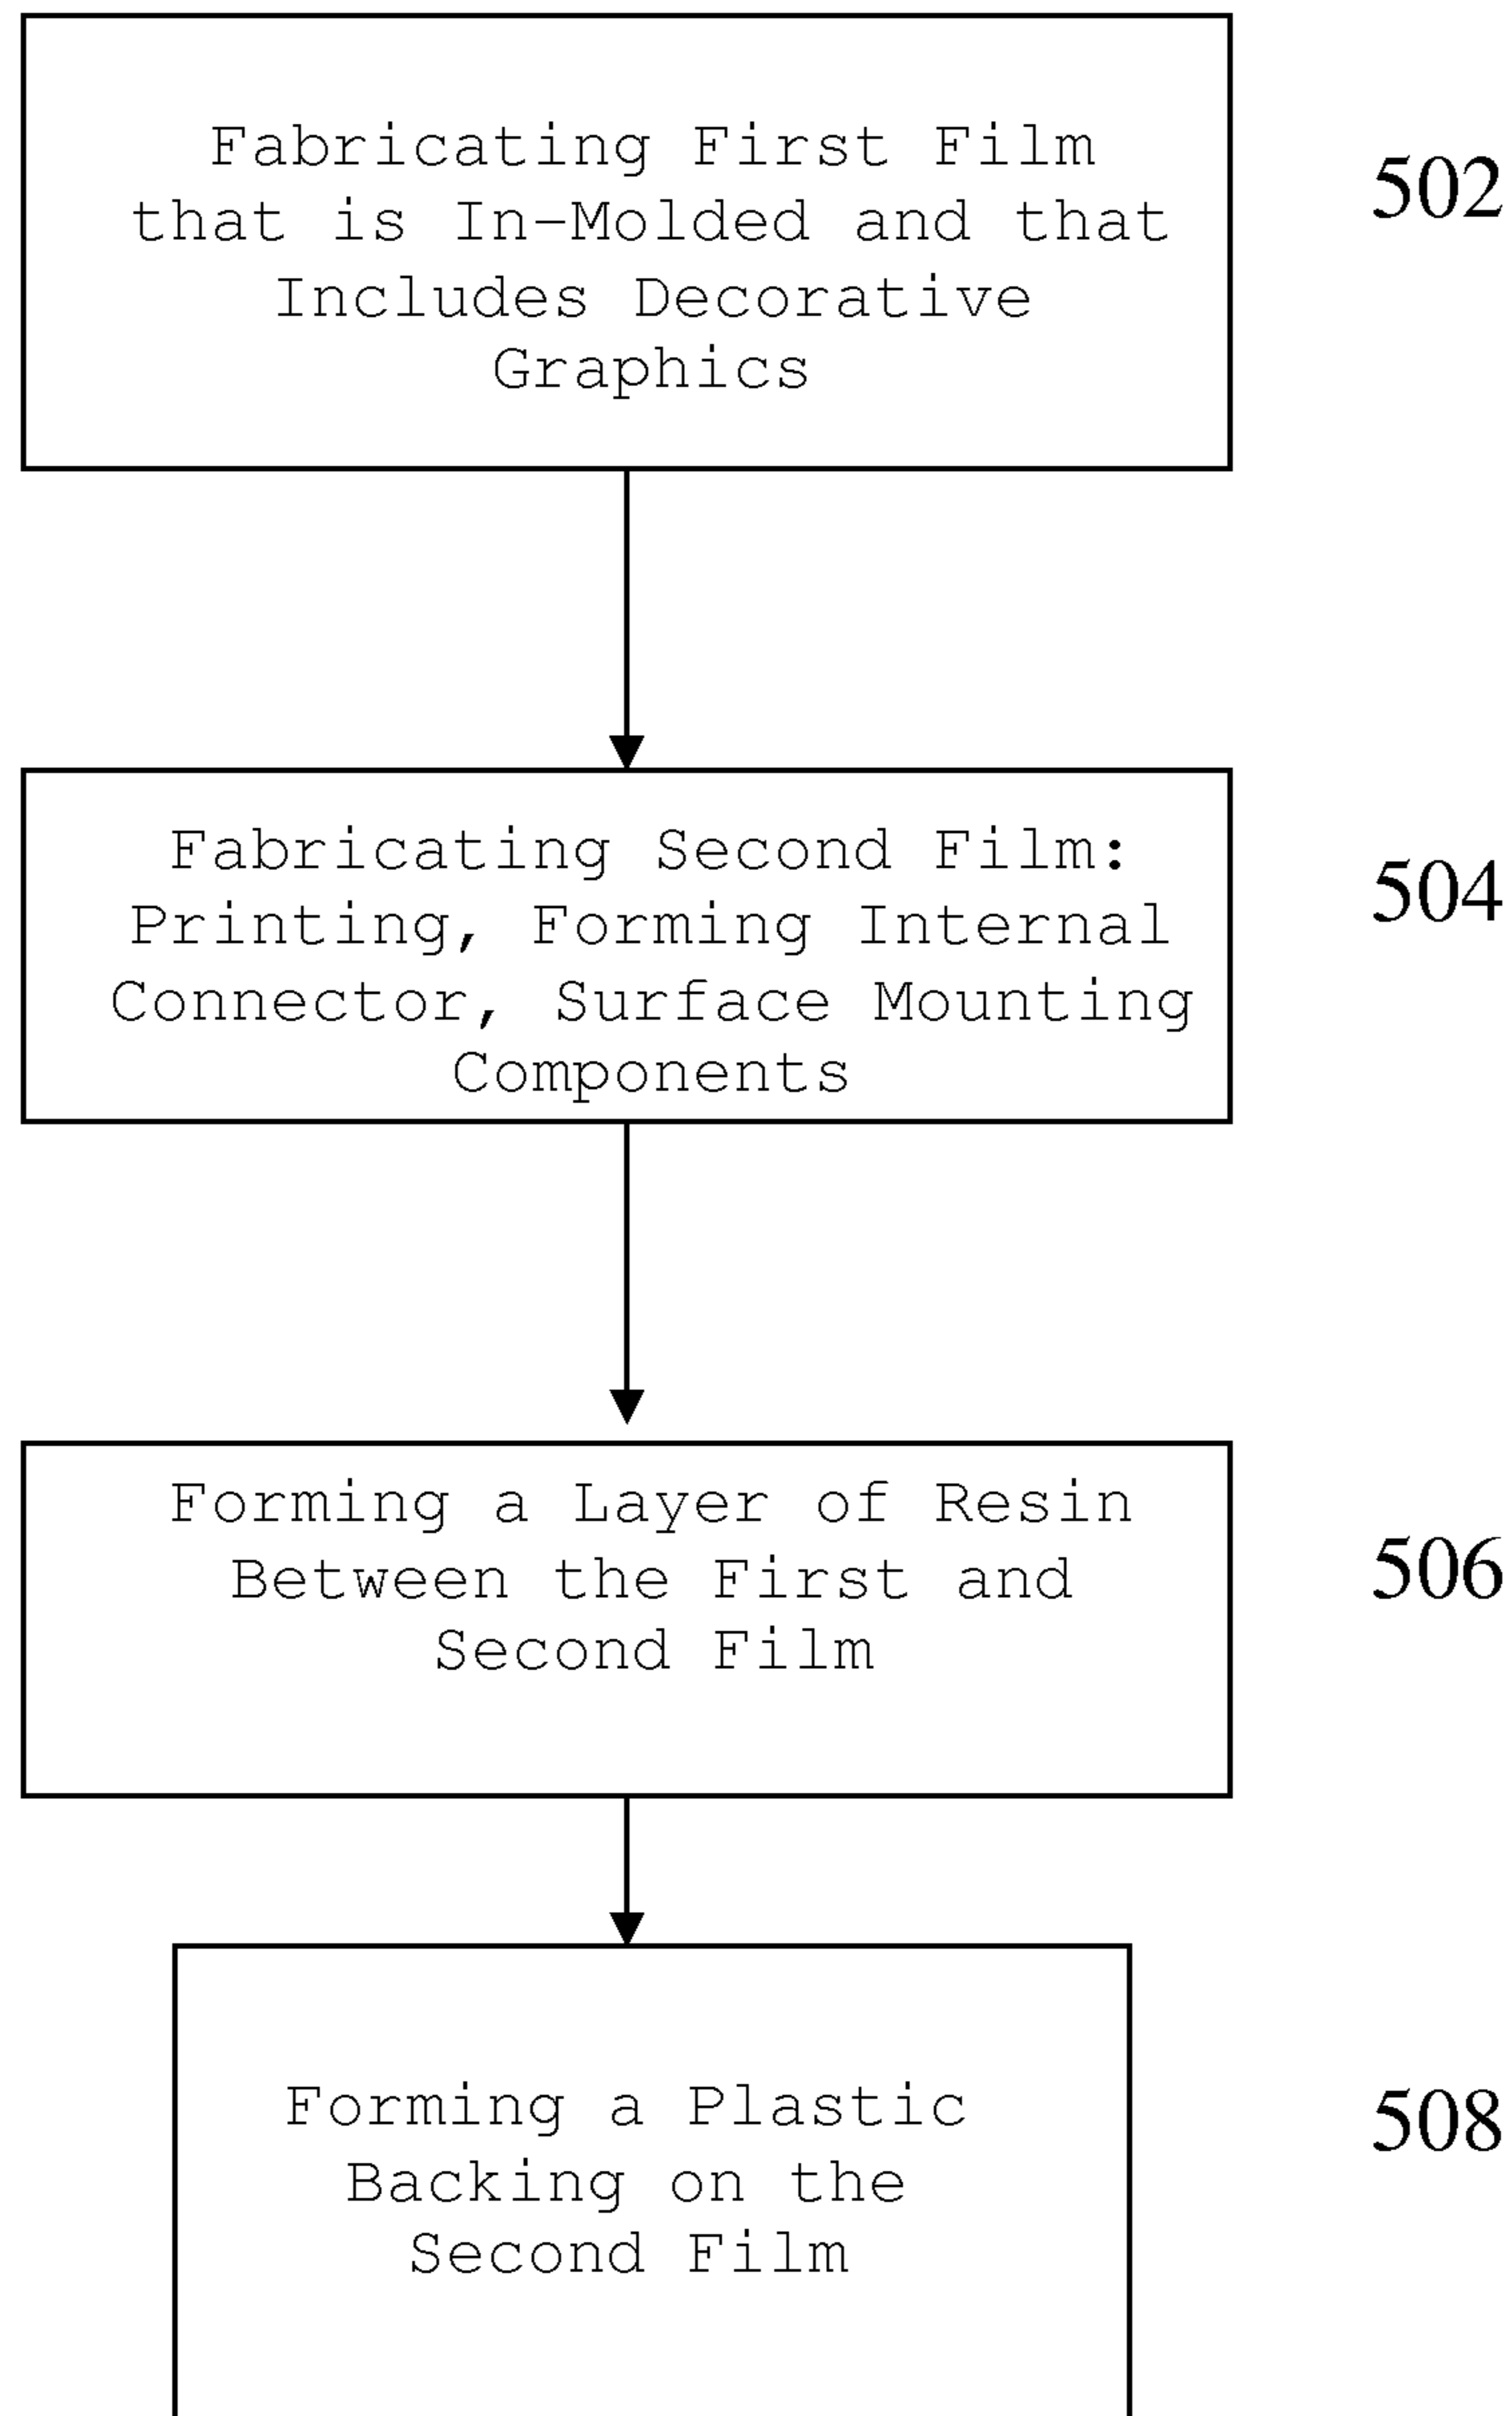 Fabricating First Film
that is In-Molded and that
Includes Decorative
Graphics
502
Fabricating Second Film:
Printing, Forming Internal
Connector, Surface Mounting
Components
504
Forming a Layer of Resin
Between the First and
Second Film
506
Forming a Plastic
Backing on the
Second Film
508